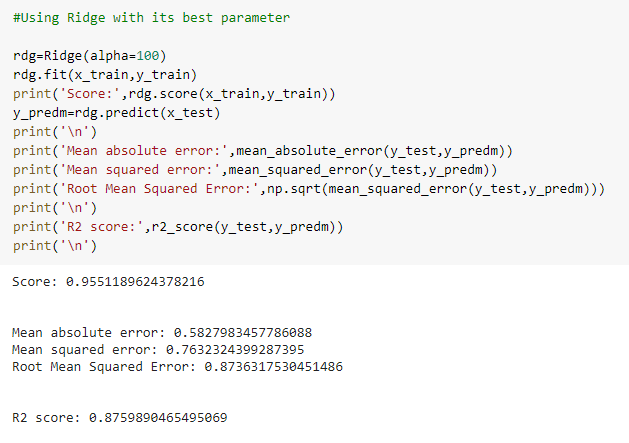 #Using Ridge with its best parameter
rdg=Ridge(alpha=100)
rdg.fit(x_train,y_train)
print('Score:',rdg.score(x_train,y_train))
y_predm=rdg.predict(x_test)
print('\n')
print('Mean absolute error:',mean_absolute_error(y_test,y_predm))
print('Mean squared error:',mean_squared_error(y_test,y_predm))
print('Root Mean Squared Error:',np.sqrt(mean_squared_error(y_test,y_predm)))
print('\n')
print('R2 score:',r2_score(y_test,y_predm))
print('\n')
Score: 0.9551189624378216
Mean absolute error: 0.5827983457786088
Mean squared error: 0.7632324399287395
Root Mean Squared Error: 0.8736317530451486
R2 score: 0.8759890465495069